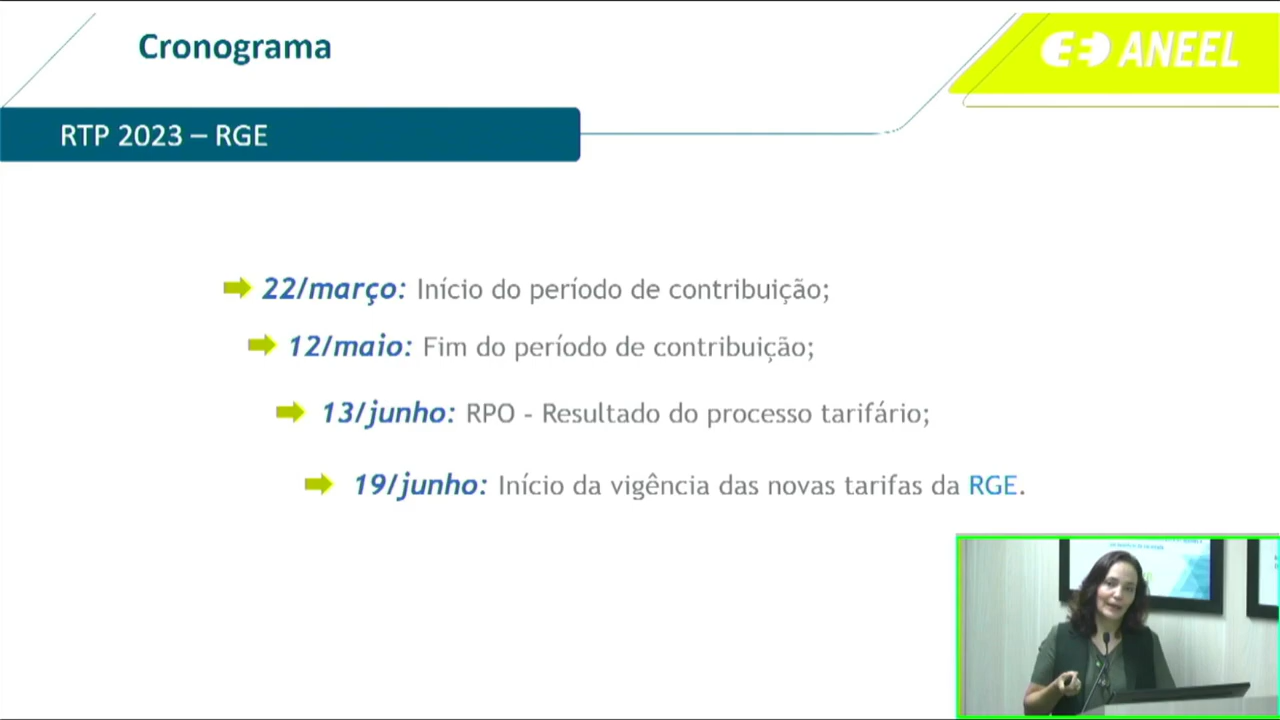 Cronograma
ANEEL
RTP 2023 – RGE
22/março: Início do período de contribuição;
12/maio: Fim do período de contribuição;
13/junho: RPO - Resultado do processo tarifário;
19/junho: Início da vigência das novas tarifas da RGE.